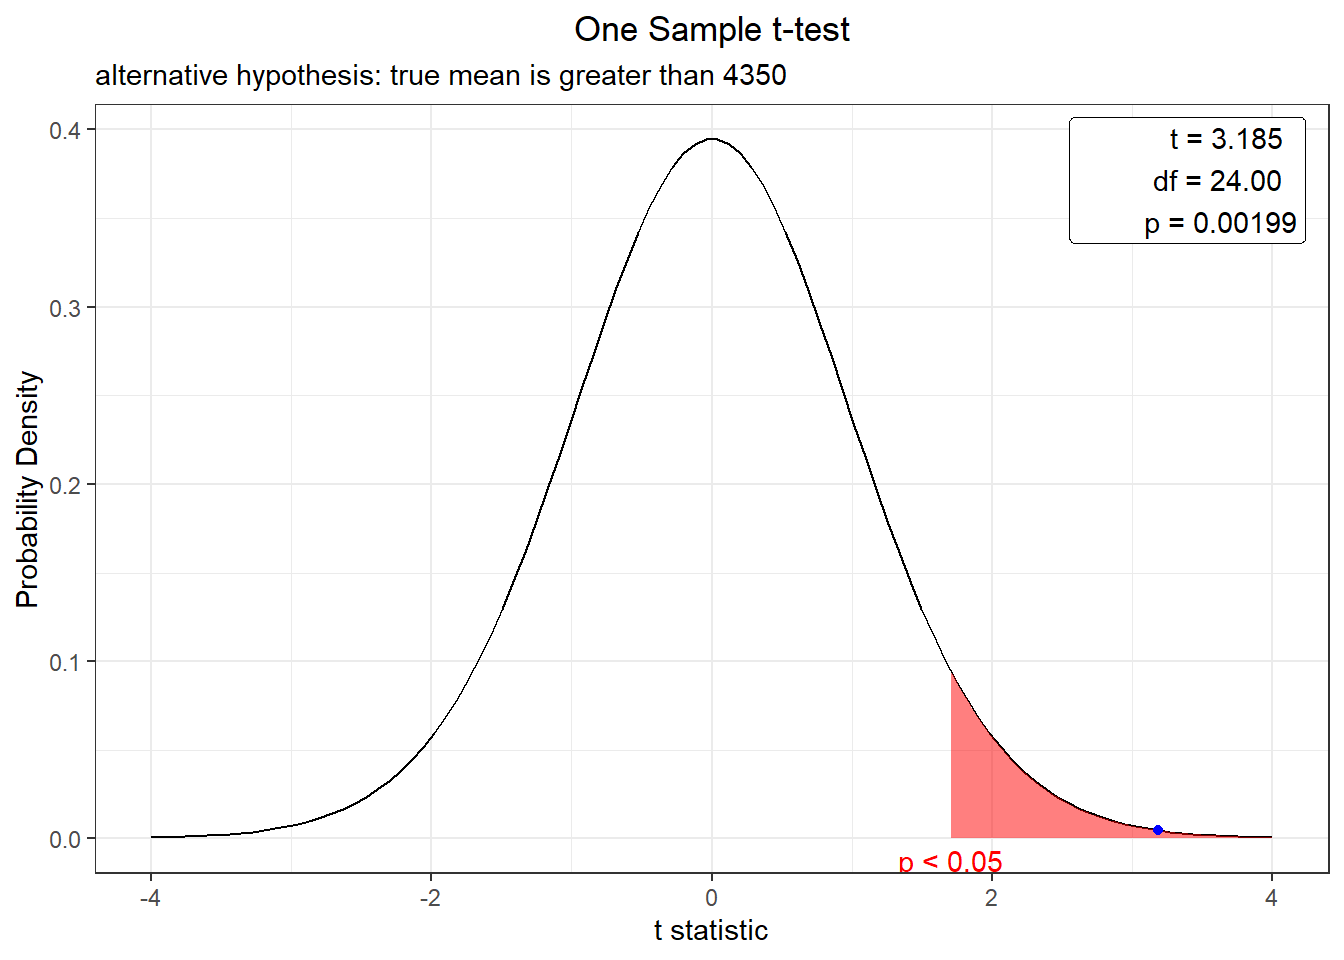 One Sample t-test
alternative hypothesis: true mean is greater than 4350
t = 3.185
df = 24.00
p = 0.00199
Probability Density
0.4
0.3
0.2
0.1
0.0
p < 0.05
-4
-2
0
2
4
t statistic